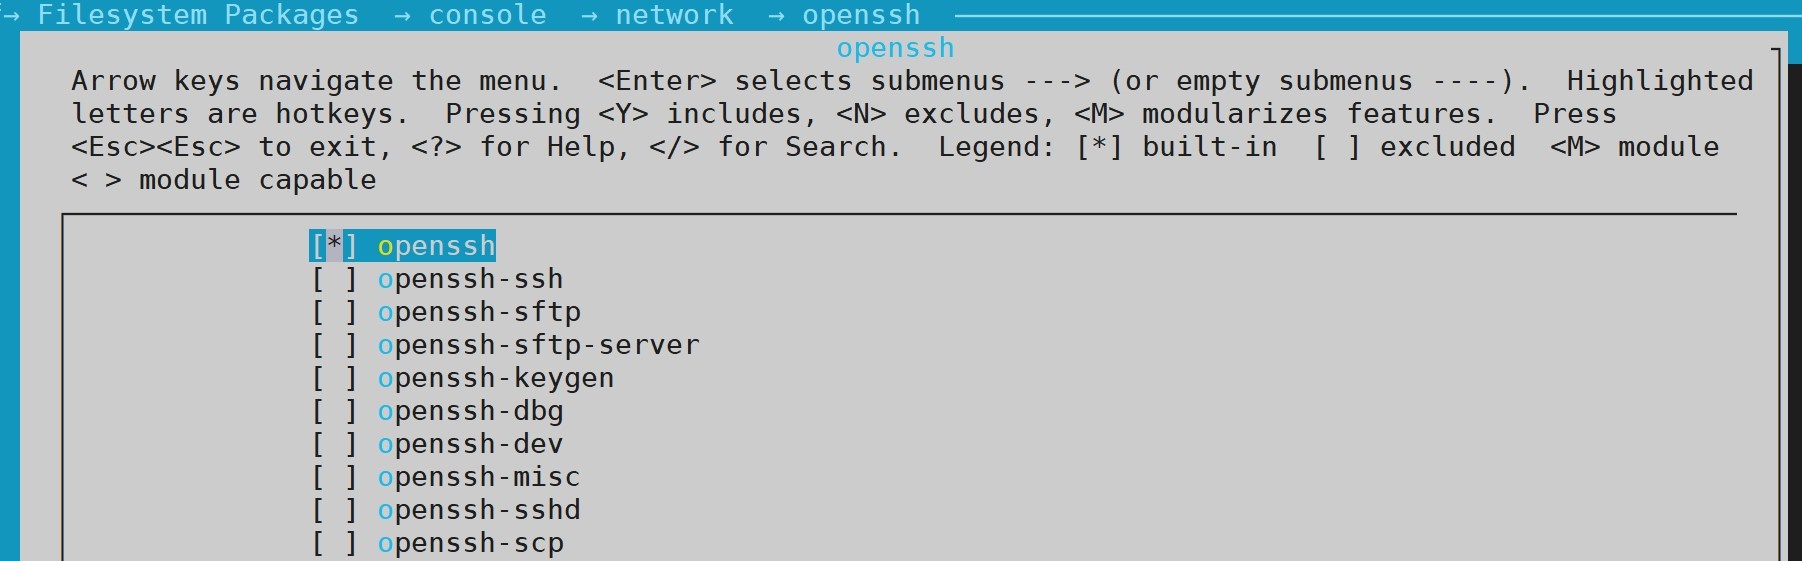 → Filesystem Packages → console → network → openssh
openssh
Arrow keys navigate the menu. <Enter> selects submenus ---> (or empty submenus ----). Highlighted
letters are hotkeys. Pressing <Y> includes, <N> excludes, <M> modularizes features. Press
<Esc><Esc> to exit, <?> for Help, </> for Search. Legend: [*] built-in [ ] excluded <M> module
< > module capable
[*] openssh
[ ] openssh-ssh
[ ] openssh-sftp
[ ] openssh-sftp-server
[ ] openssh-keygen
[ ] openssh-dbg
[ ] openssh-dev
[ ] openssh-misc
[ ] openssh-sshd
[ ] openssh-scp